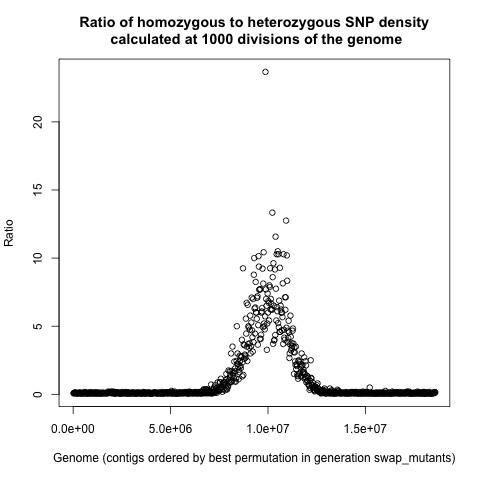 Ratio of homozygous to heterozygous SNP density
calculated at 1000 divisions of the genome
Ratio
20
15
10
5
0
0.0e+00 5.0e+06 1.0e+07 1.5e+07
Genome (contigs ordered by best permutation in generation swap_mutants)